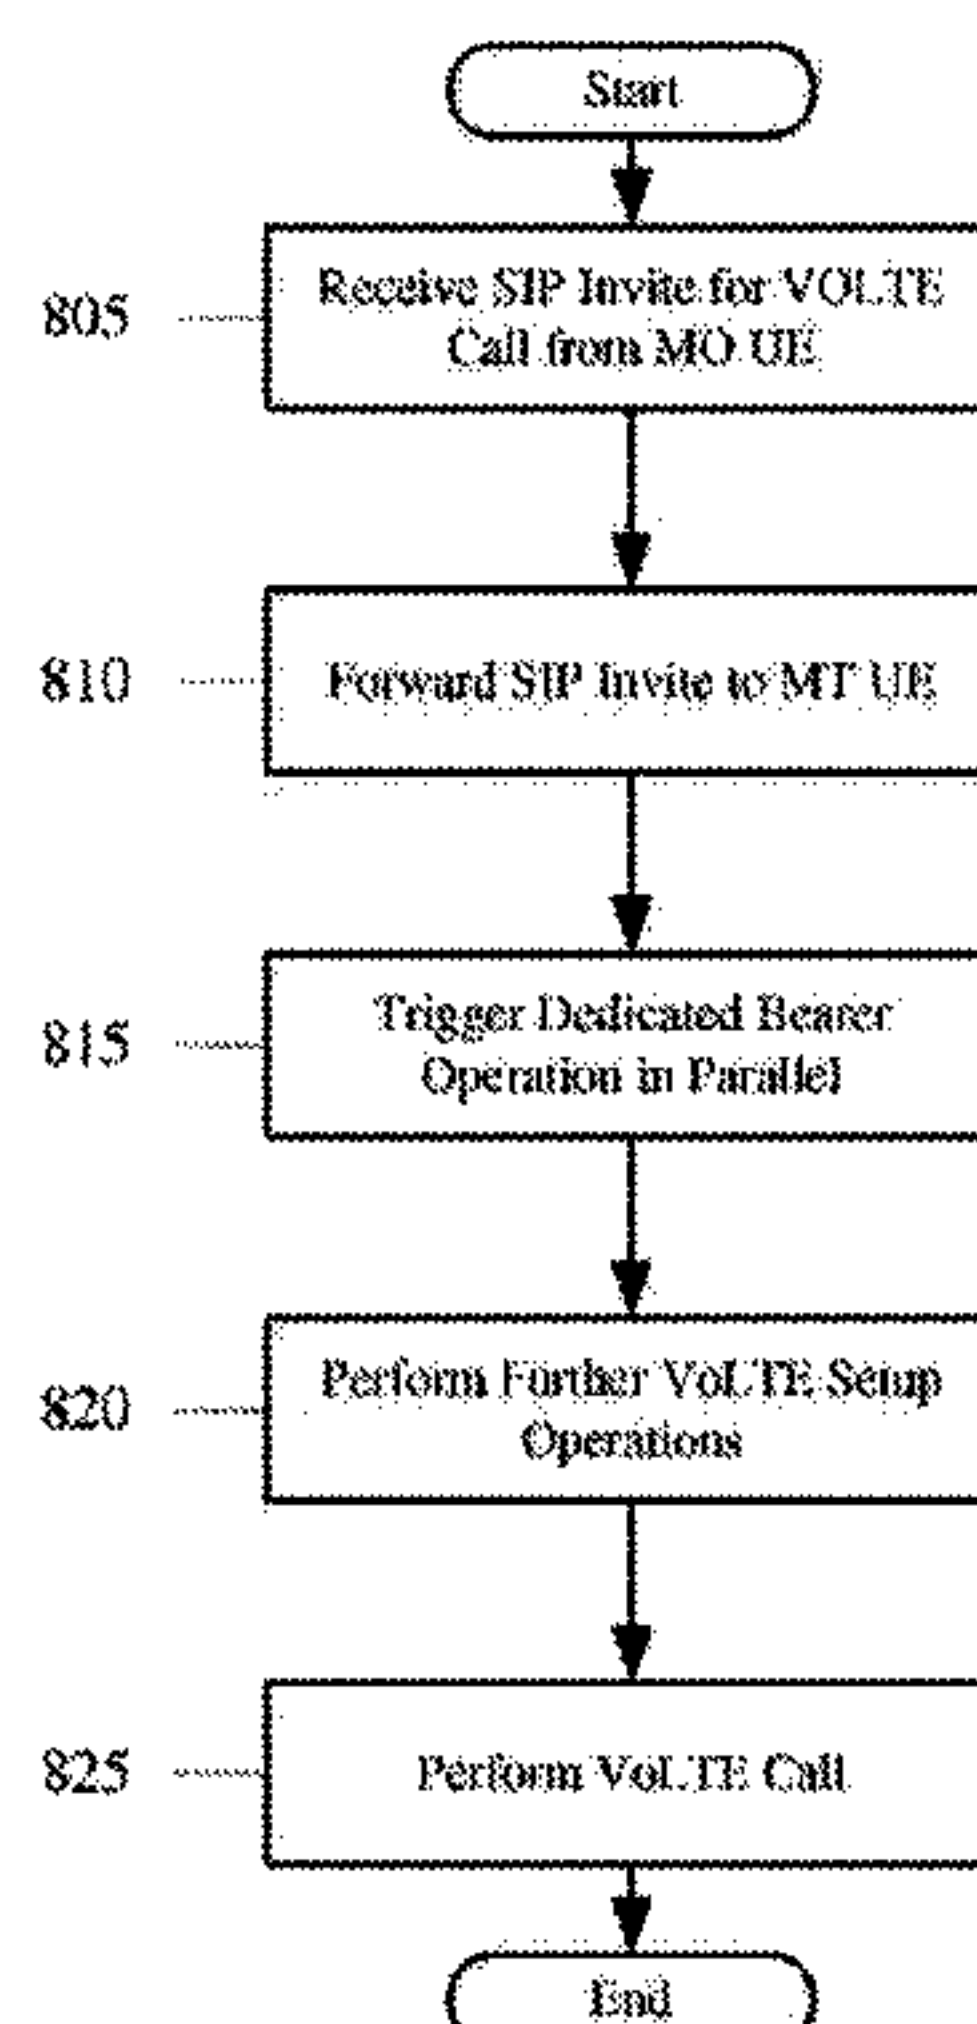 Start
805
Receive SIP Invite for VOLTE
Call from MO UE
810
Forward SIP Invite to MT UE
815
Trigger Dedicated Bearer
Operation in Parallel
820
Perform Further VoLTE Setup
Operations
825
Perform VoLTE Call
End